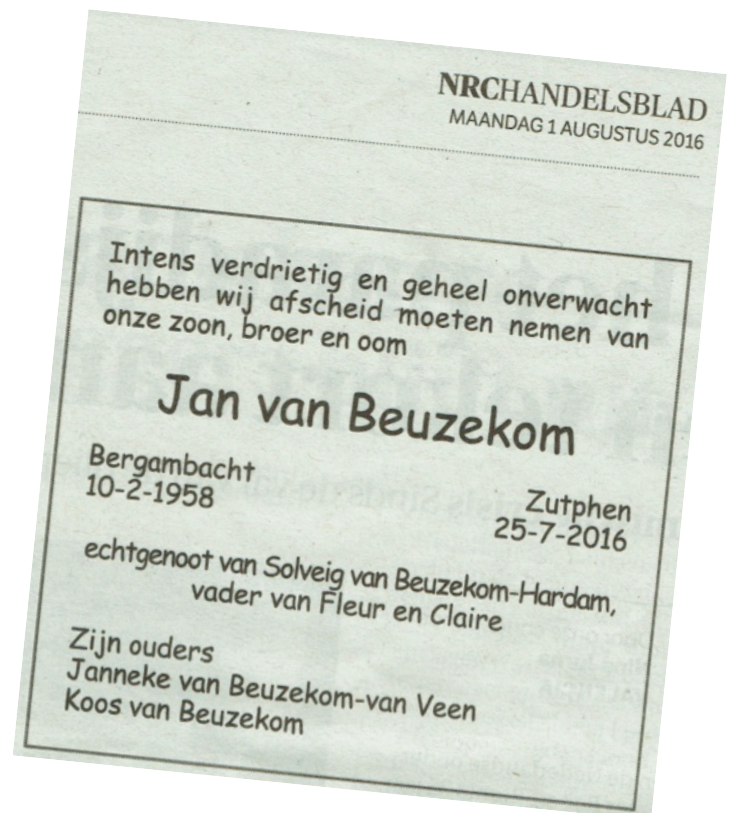 NRCHANDELSBLAD
MAANDAG 1 AUGUSTUS 2016
Intens verdrietig en geheel onverwacht
hebben wij afscheid moeten nemen van
onze zoon, broer en oom
Jan van Beuzekom
Bergambacht
10-2-1958
Zutphen
25-7-2016
echtgenoot van Solveig van Beuzekom-Hardam,
vader van Fleur en Claire
Zijn ouders
Janneke van Beuzekom-van Veen
Koos van Beuzekom